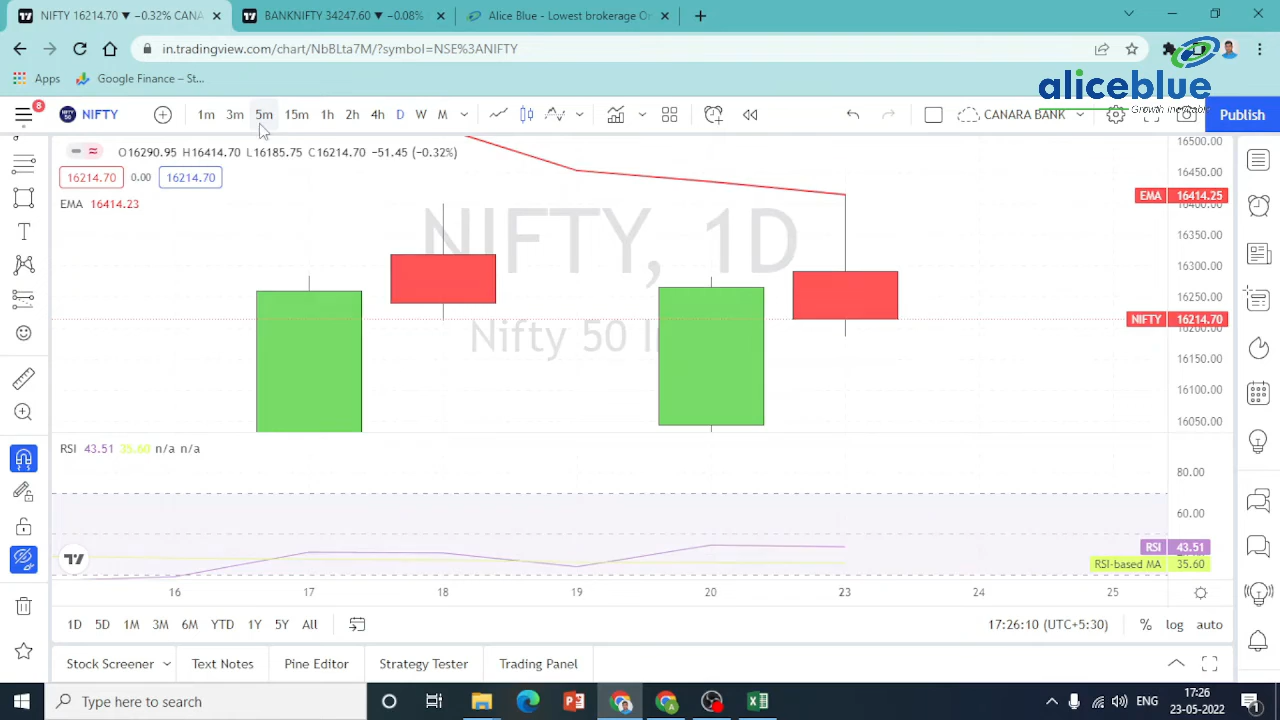 NIFTY 16214.70 ▼ −0.32% CANA
BANKNIFTY 34247.60 ▼ −0.08%
Alice Blue - Lowest brokerage On
in.tradingview.com/chart/NbBLta7M/?symbol=NSE%3ANIFTY
Apps
Google Finance – St...
aliceblue
8
NIFTY
1m 3m 5m 15m 1h 2h 4h D W M
CANARA BANK
Publish
O16290.95 H16414.70 L16185.75 C16214.70 −51.45 (−0.32%)
16214.70 0.00 16214.70
EMA 16414.23
NIFTY, 1D
Nifty 50 I
16500.00
16450.00
EMA 16414.25
16400.00
16350.00
16300.00
16250.00
NIFTY 16214.70
16200.00
16150.00
16100.00
16050.00
RSI 43.51 35.60 n/a n/a
80.00
60.00
RSI 43.51
RSI-based MA 35.60
16 17 18 19 20 23 24 25
1D 5D 1M 3M 6M YTD 1Y 5Y All
17:26:10 (UTC+5:30) % log auto
Stock Screener Text Notes Pine Editor Strategy Tester Trading Panel
Type here to search
ENG
17:26
23-05-2022
1